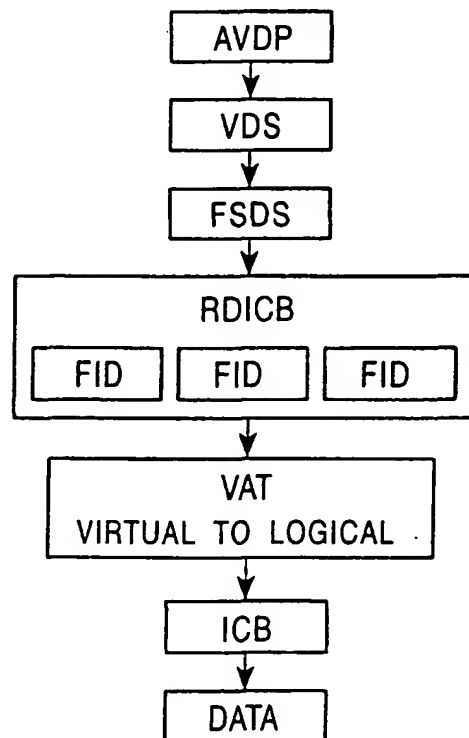 AVDP
VDS
FSDS
RDICB
FID FID FID
VAT
VIRTUAL TO LOGICAL
ICB
DATA